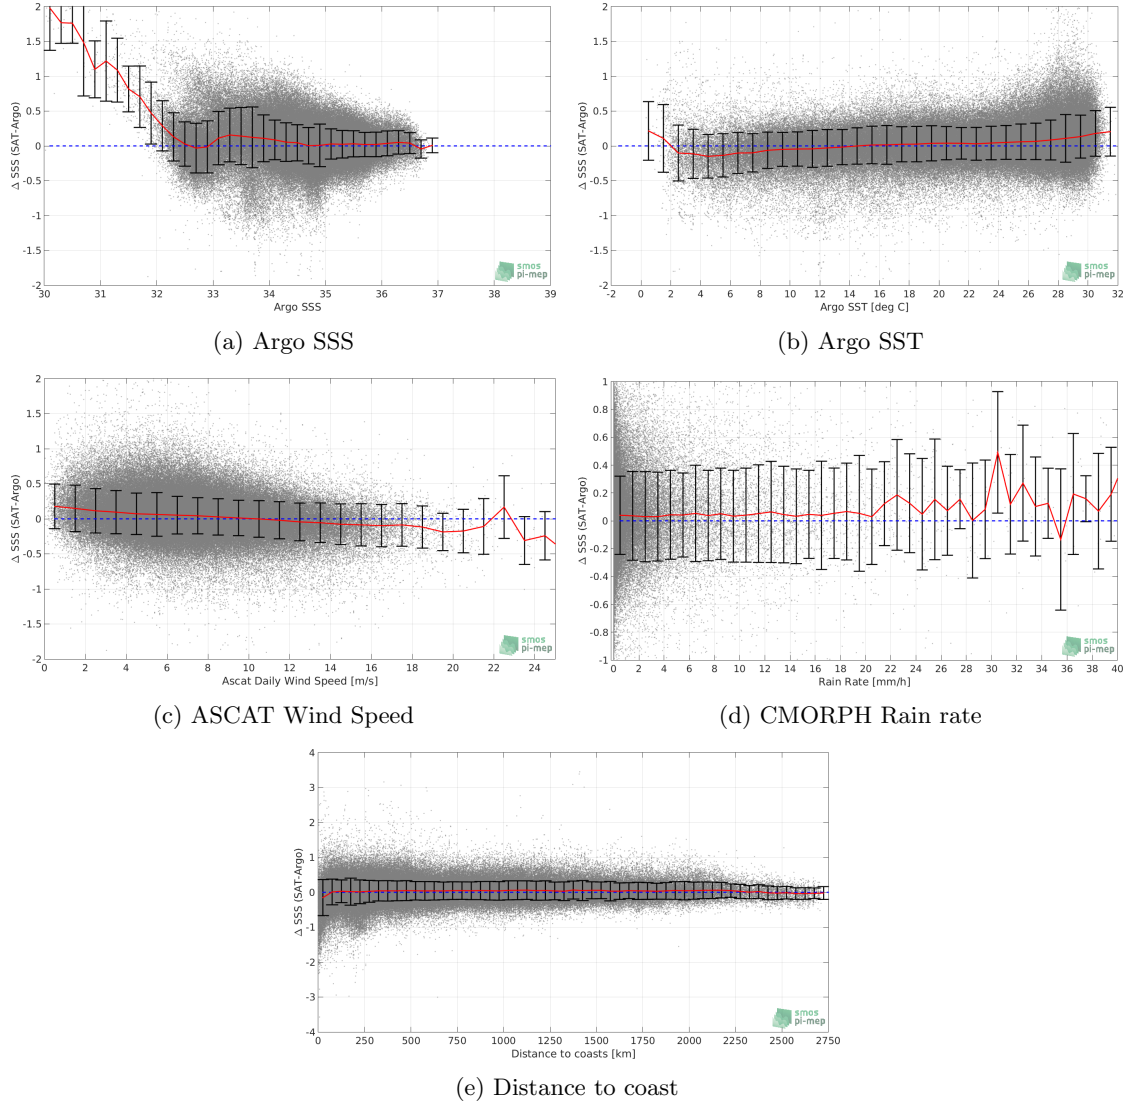 2
1.5
1
0.5
0
-0.5
-1
-1.5
-2
Δ SSS (SAT-Argo)
30 31 32 33 34 35 36 37 38 39
Argo SSS
smos
pi-mep
(a) Argo SSS
2
1.5
1
0.5
0
-0.5
-1
-1.5
-2
Δ SSS (SAT-Argo)
-2 0 2 4 6 8 10 12 14 16 18 20 22 24 26 28 30 32
Argo SST [deg C]
smos
pi-mep
(b) Argo SST
2
1.5
1
0.5
0
-0.5
-1
-1.5
-2
Δ SSS (SAT-Argo)
0 2 4 6 8 10 12 14 16 18 20 22 24
Ascat Daily Wind Speed [m/s]
smos
pi-mep
(c) ASCAT Wind Speed
1
0.8
0.6
0.4
0.2
0
-0.2
-0.4
-0.6
-0.8
-1
Δ SSS (SAT-Argo)
0 2 4 6 8 10 12 14 16 18 20 22 24 26 28 30 32 34 36 38 40
Rain Rate [mm/h]
smos
pi-mep
(d) CMORPH Rain rate
4
3
2
1
0
-1
-2
-3
-4
Δ SSS (SAT-Argo)
0 250 500 750 1000 1250 1500 1750 2000 2250 2500 2750
Distance to coasts [km]
smos
pi-mep
(e) Distance to coast